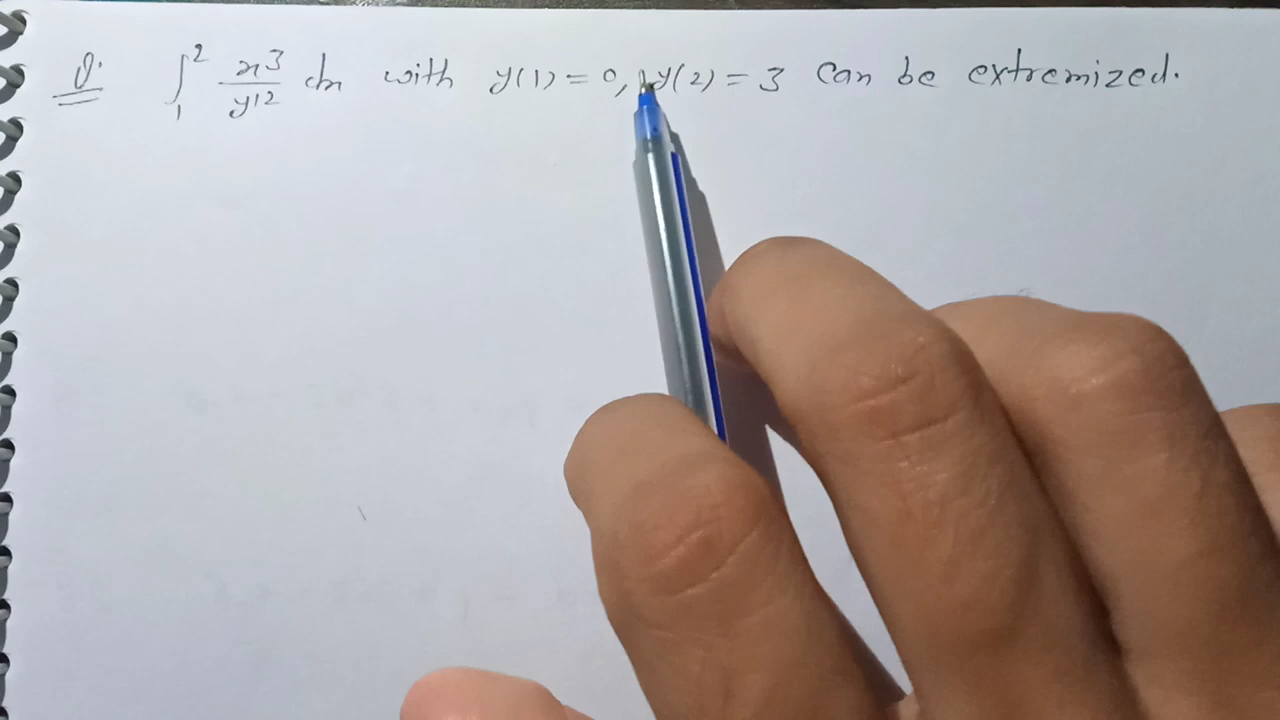 Q. ∫₁² x³/y'² dx with y(1) = 0, y(2) = 3 can be extremized.